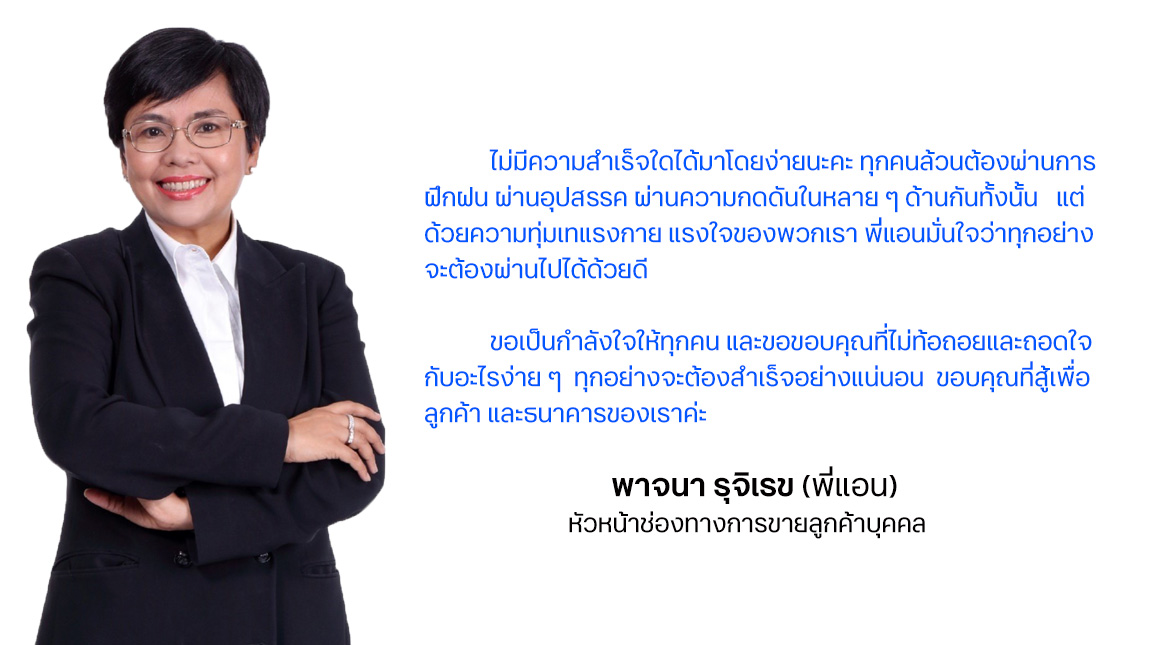 ไม่มีความสำเร็จใดได้มาโดยง่ายนะคะ ทุกคนล้วนต้องผ่านการ
ฝึกฝน ผ่านอุปสรรค ผ่านความกดดันในหลาย ๆ ด้านกันทั้งนั้น แต่
ด้วยความทุ่มเทแรงกาย แรงใจของพวกเรา พี่แอนมั่นใจว่าทุกอย่าง
จะต้องผ่านไปได้ด้วยดี
ขอเป็นกำลังใจให้ทุกคน และขอขอบคุณที่ไม่ท้อถอยและถอดใจ
กับอะไรง่าย ๆ ทุกอย่างจะต้องสำเร็จอย่างแน่นอน ขอบคุณที่สู้เพื่อ
ลูกค้า และธนาคารของเราค่ะ
พาจนา รุจิเรข (พี่แอน)
หัวหน้าช่องทางการขายลูกค้าบุคคล